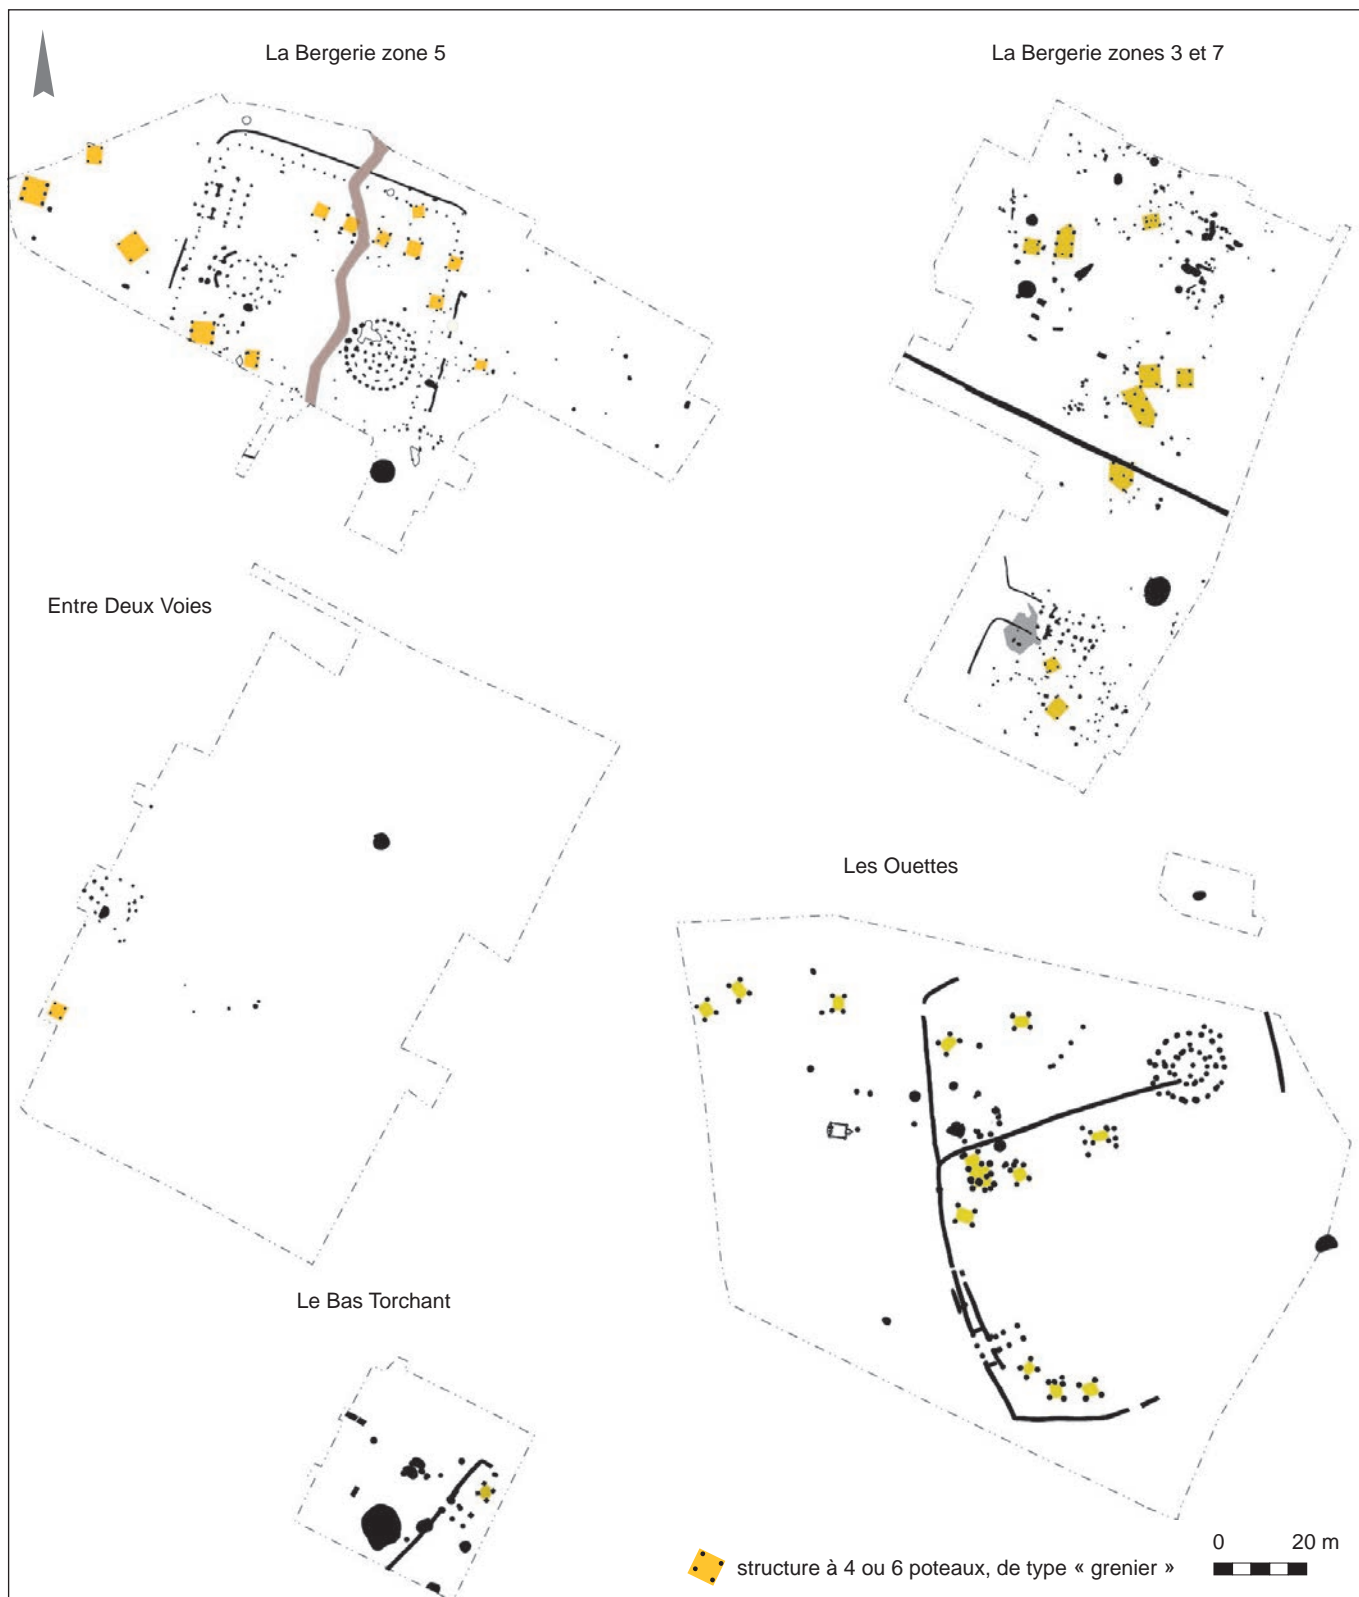 La Bergerie zone 5
La Bergerie zones 3 et 7
Entre Deux Voies
Les Ouettes
Le Bas Torchant
0 20 m
structure à 4 ou 6 poteaux, de type « grenier »